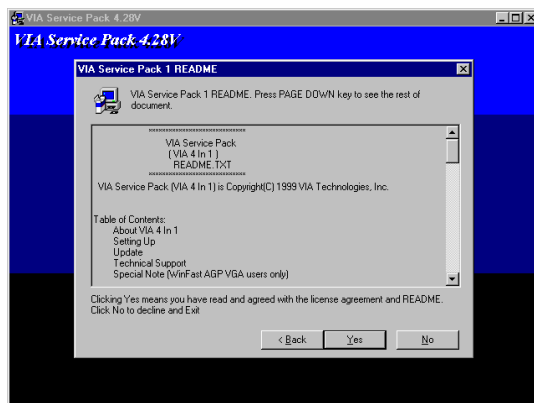 VIA Service Pack 4.28V
VIA Service Pack 4.28V
VIA Service Pack 1 README
VIA Service Pack 1 README. Press PAGE DOWN key to see the rest of
document.
VIA Service Pack
( VIA 4 In 1 )
README.TXT
VIA Service Pack (VIA 4 In 1) is Copyright(C) 1999 VIA Technologies, Inc.
Table of Contents:
About VIA 4 In 1
Setting Up
Update
Technical Support
Special Note (WinFast AGP VGA users only)
Clicking Yes means you have read and agreed with the license agreement and README.
Click No to decline and Exit
< Back
Yes
No